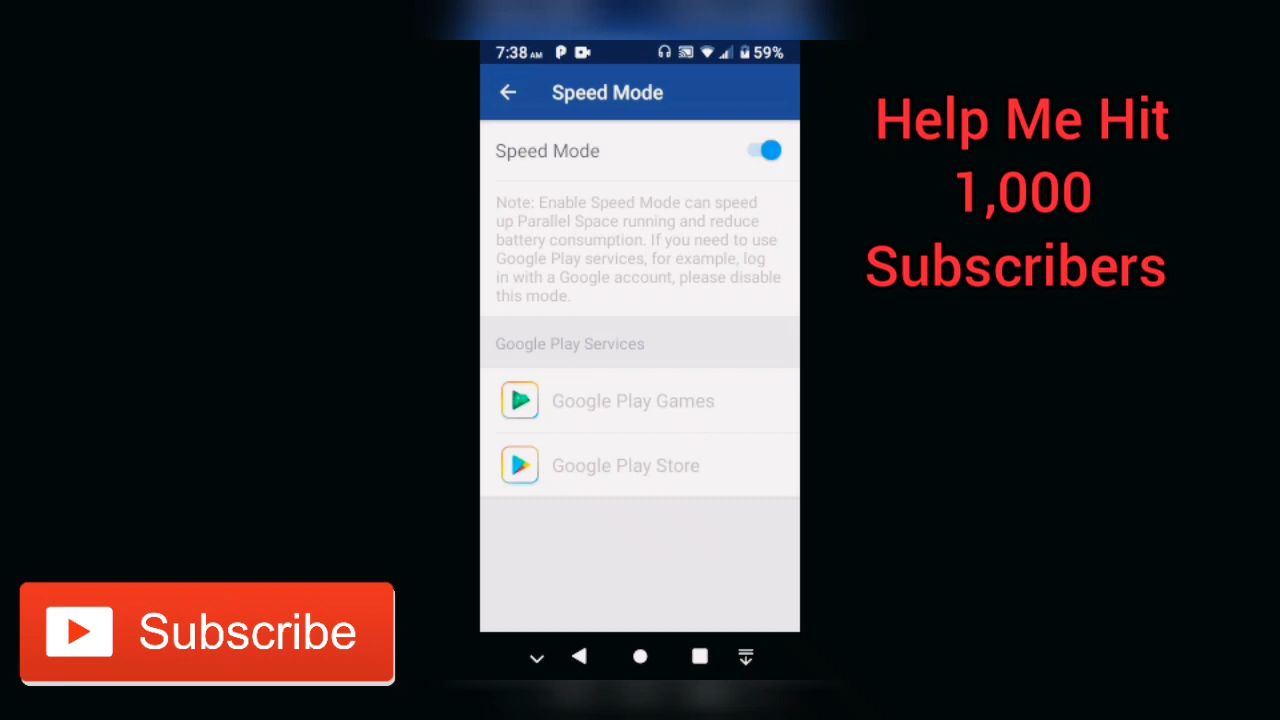 7:38 AM
59%
Speed Mode
Speed Mode
Note: Enable Speed Mode can speed
up Parallel Space running and reduce
battery consumption. If you need to use
Google Play services, for example, log
in with a Google account, please disable
this mode.
Google Play Services
Google Play Games
Google Play Store
Help Me Hit
1,000
Subscribers
Subscribe